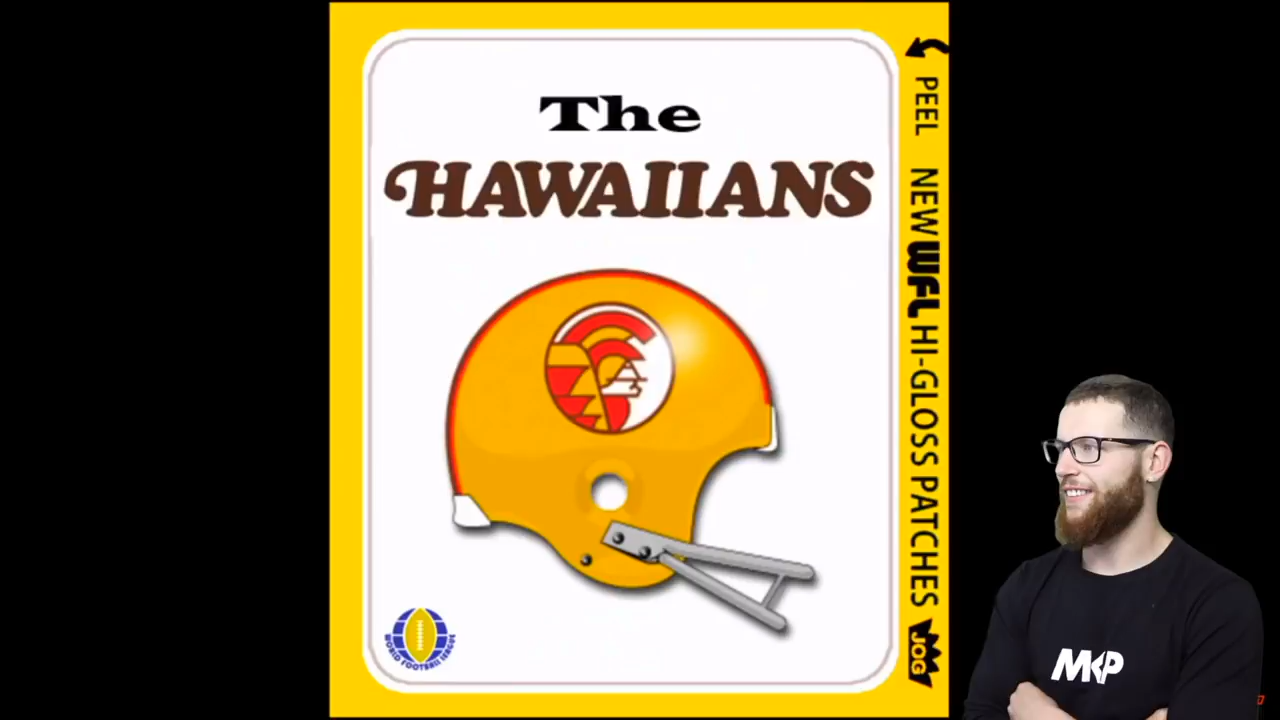 The
HAWAIIANS
PEEL NEW WFL HI-GLOSS PATCHES
JOG
WORLD FOOTBALL LEAGUE
MKP